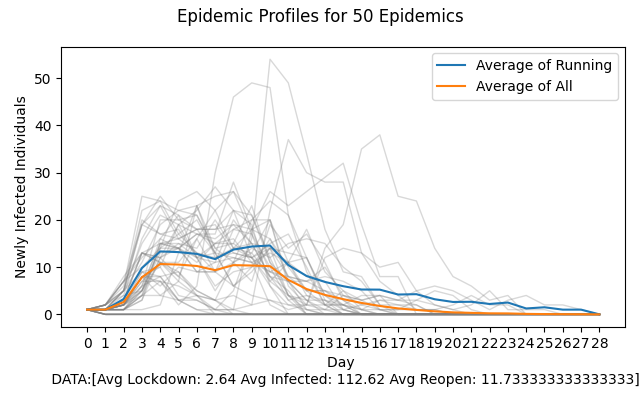 Epidemic Profiles for 50 Epidemics
Average of Running
Average of All
50
40
30
20
10
0
Newly Infected Individuals
0 1 2 3 4 5 6 7 8 9 10 11 12 13 14 15 16 17 18 19 20 21 22 23 24 25 26 27 28
Day
DATA:[Avg Lockdown: 2.64 Avg Infected: 112.62 Avg Reopen: 11.733333333333333]